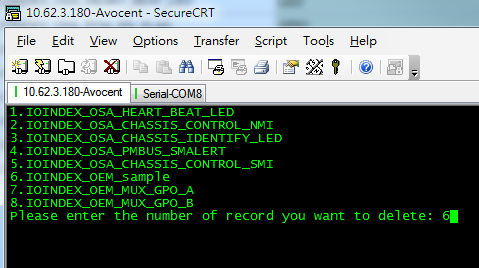 10.62.3.180-Avocent - SecureCRT
File Edit View Options Transfer Script Tools Help
10.62.3.180-Avocent Serial-COM8
1.IOINDEX_OSA_HEART_BEAT_LED
2.IOINDEX_OSA_CHASSIS_CONTROL_NMI
3.IOINDEX_OSA_CHASSIS_IDENTIFY_LED
4.IOINDEX_OSA_PMBUS_SMALERT
5.IOINDEX_OSA_CHASSIS_CONTROL_SMI
6.IOINDEX_OEM_sample
7.IOINDEX_OEM_MUX_GPO_A
8.IOINDEX_OEM_MUX_GPO_B
Please enter the number of record you want to delete: 6